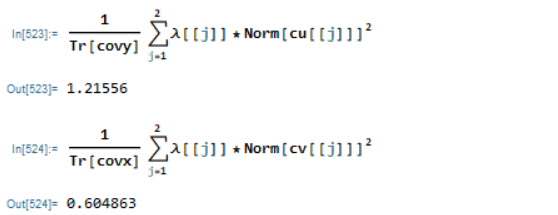 In[523]:= 1/Tr[covy] ∑_{j=1}^{2} λ[[j]] * Norm[cu[[j]]]^2
Out[523]= 1.21556
In[524]:= 1/Tr[covx] ∑_{j=1}^{2} λ[[j]] * Norm[cv[[j]]]^2
Out[524]= 0.604863